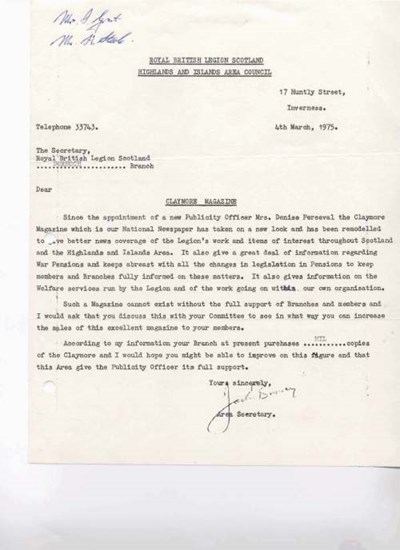 Mr.
Mr.
ROYAL BRITISH LEGION SCOTLAND
HIGHLANDS AND ISLANDS AREA COUNCIL
17 Huntly Street,
Inverness.
Telephone 33743.
4th March, 1975.
The Secretary,
Royal British Legion Scotland
Branch
Dear
CLAYMORE MAGAZINE
Since the appointment of a new Publicity Officer Mrs. Denise Perceval the Claymore
Magazine which is our National Newspaper has taken on a new look and has been remodelled
to ve better news coverage of the Legion's work and items of interest throughout Scotland
and the Highlands and Islands Area. It also give a great deal of information regarding
War Pensions and keeps abreast with all the changes in legislation in Pensions to keep
members and Branches fully informed on these matters. It also gives information on the
Welfare services run by the Legion and of the work going on within our own organisation.
Such a Magazine cannot exist without the full support of Branches and members and
I would ask that you discuss this with your Committee to see in what way you can increase
the sales of this excellent magazine to your members.
According to my information your Branch at present purchases ...NIL......copies
of the Claymore and I would hope you might be able to improve on this figure and that
this Area give the Publicity Officer its full support.
Yours sincerely,
Jack
Area Secretary.